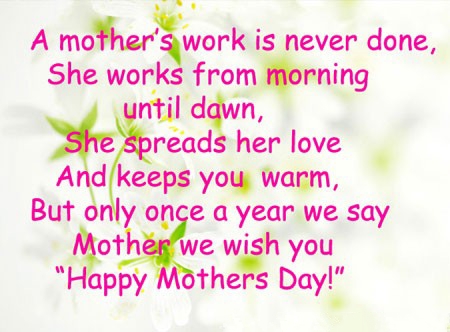 A mother's work is never done,
She works from morning
until dawn,
She spreads her love
And keeps you warm,
But only once a year we say
Mother we wish you
“Happy Mothers Day!”